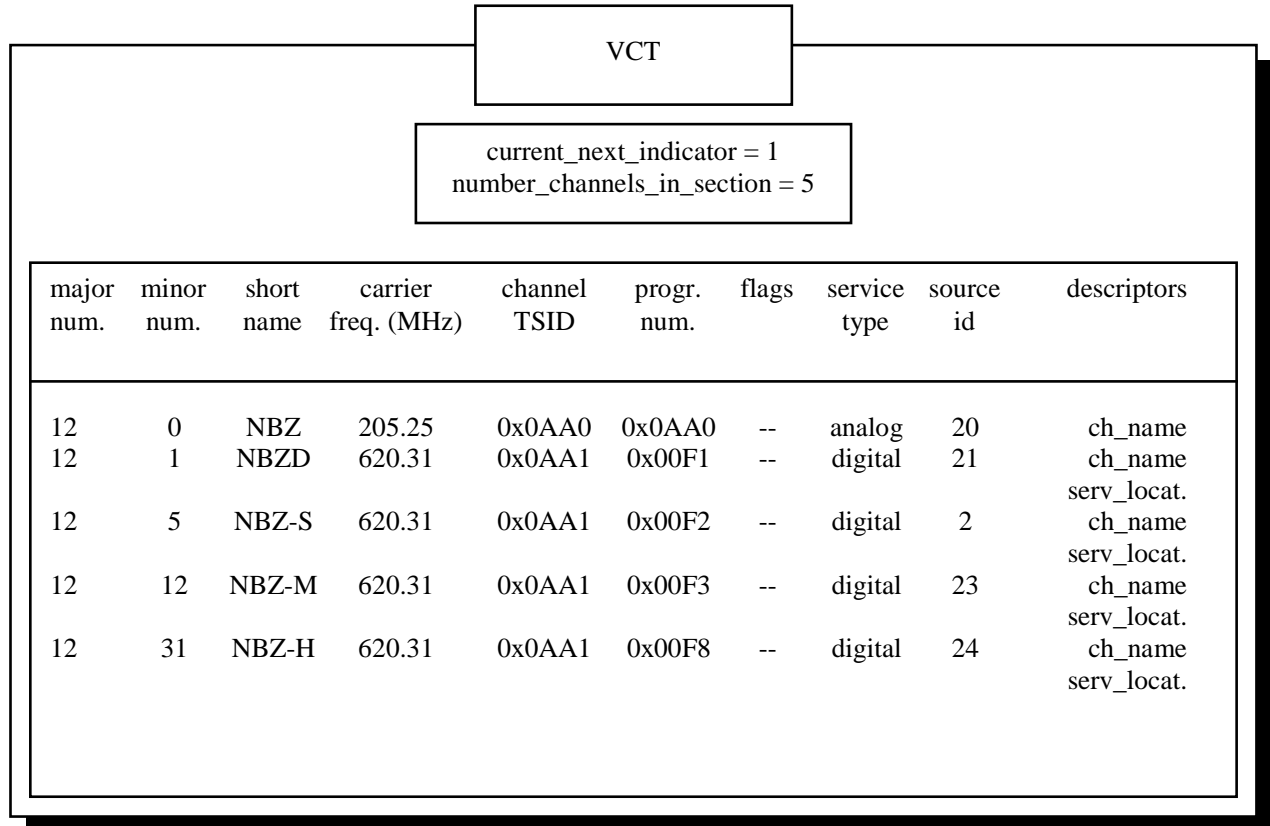 VCT
current_next_indicator = 1
number_channels_in_section = 5
major minor short carrier channel progr. flags service source descriptors
num. num. name freq. (MHz) TSID num. type id
12 0 NBZ 205.25 0x0AA0 0x0AA0 -- analog 20 ch_name
12 1 NBZD 620.31 0x0AA1 0x00F1 -- digital 21 ch_name
serv_locat.
12 5 NBZ-S 620.31 0x0AA1 0x00F2 -- digital 2 ch_name
serv_locat.
12 12 NBZ-M 620.31 0x0AA1 0x00F3 -- digital 23 ch_name
serv_locat.
12 31 NBZ-H 620.31 0x0AA1 0x00F8 -- digital 24 ch_name
serv_locat.